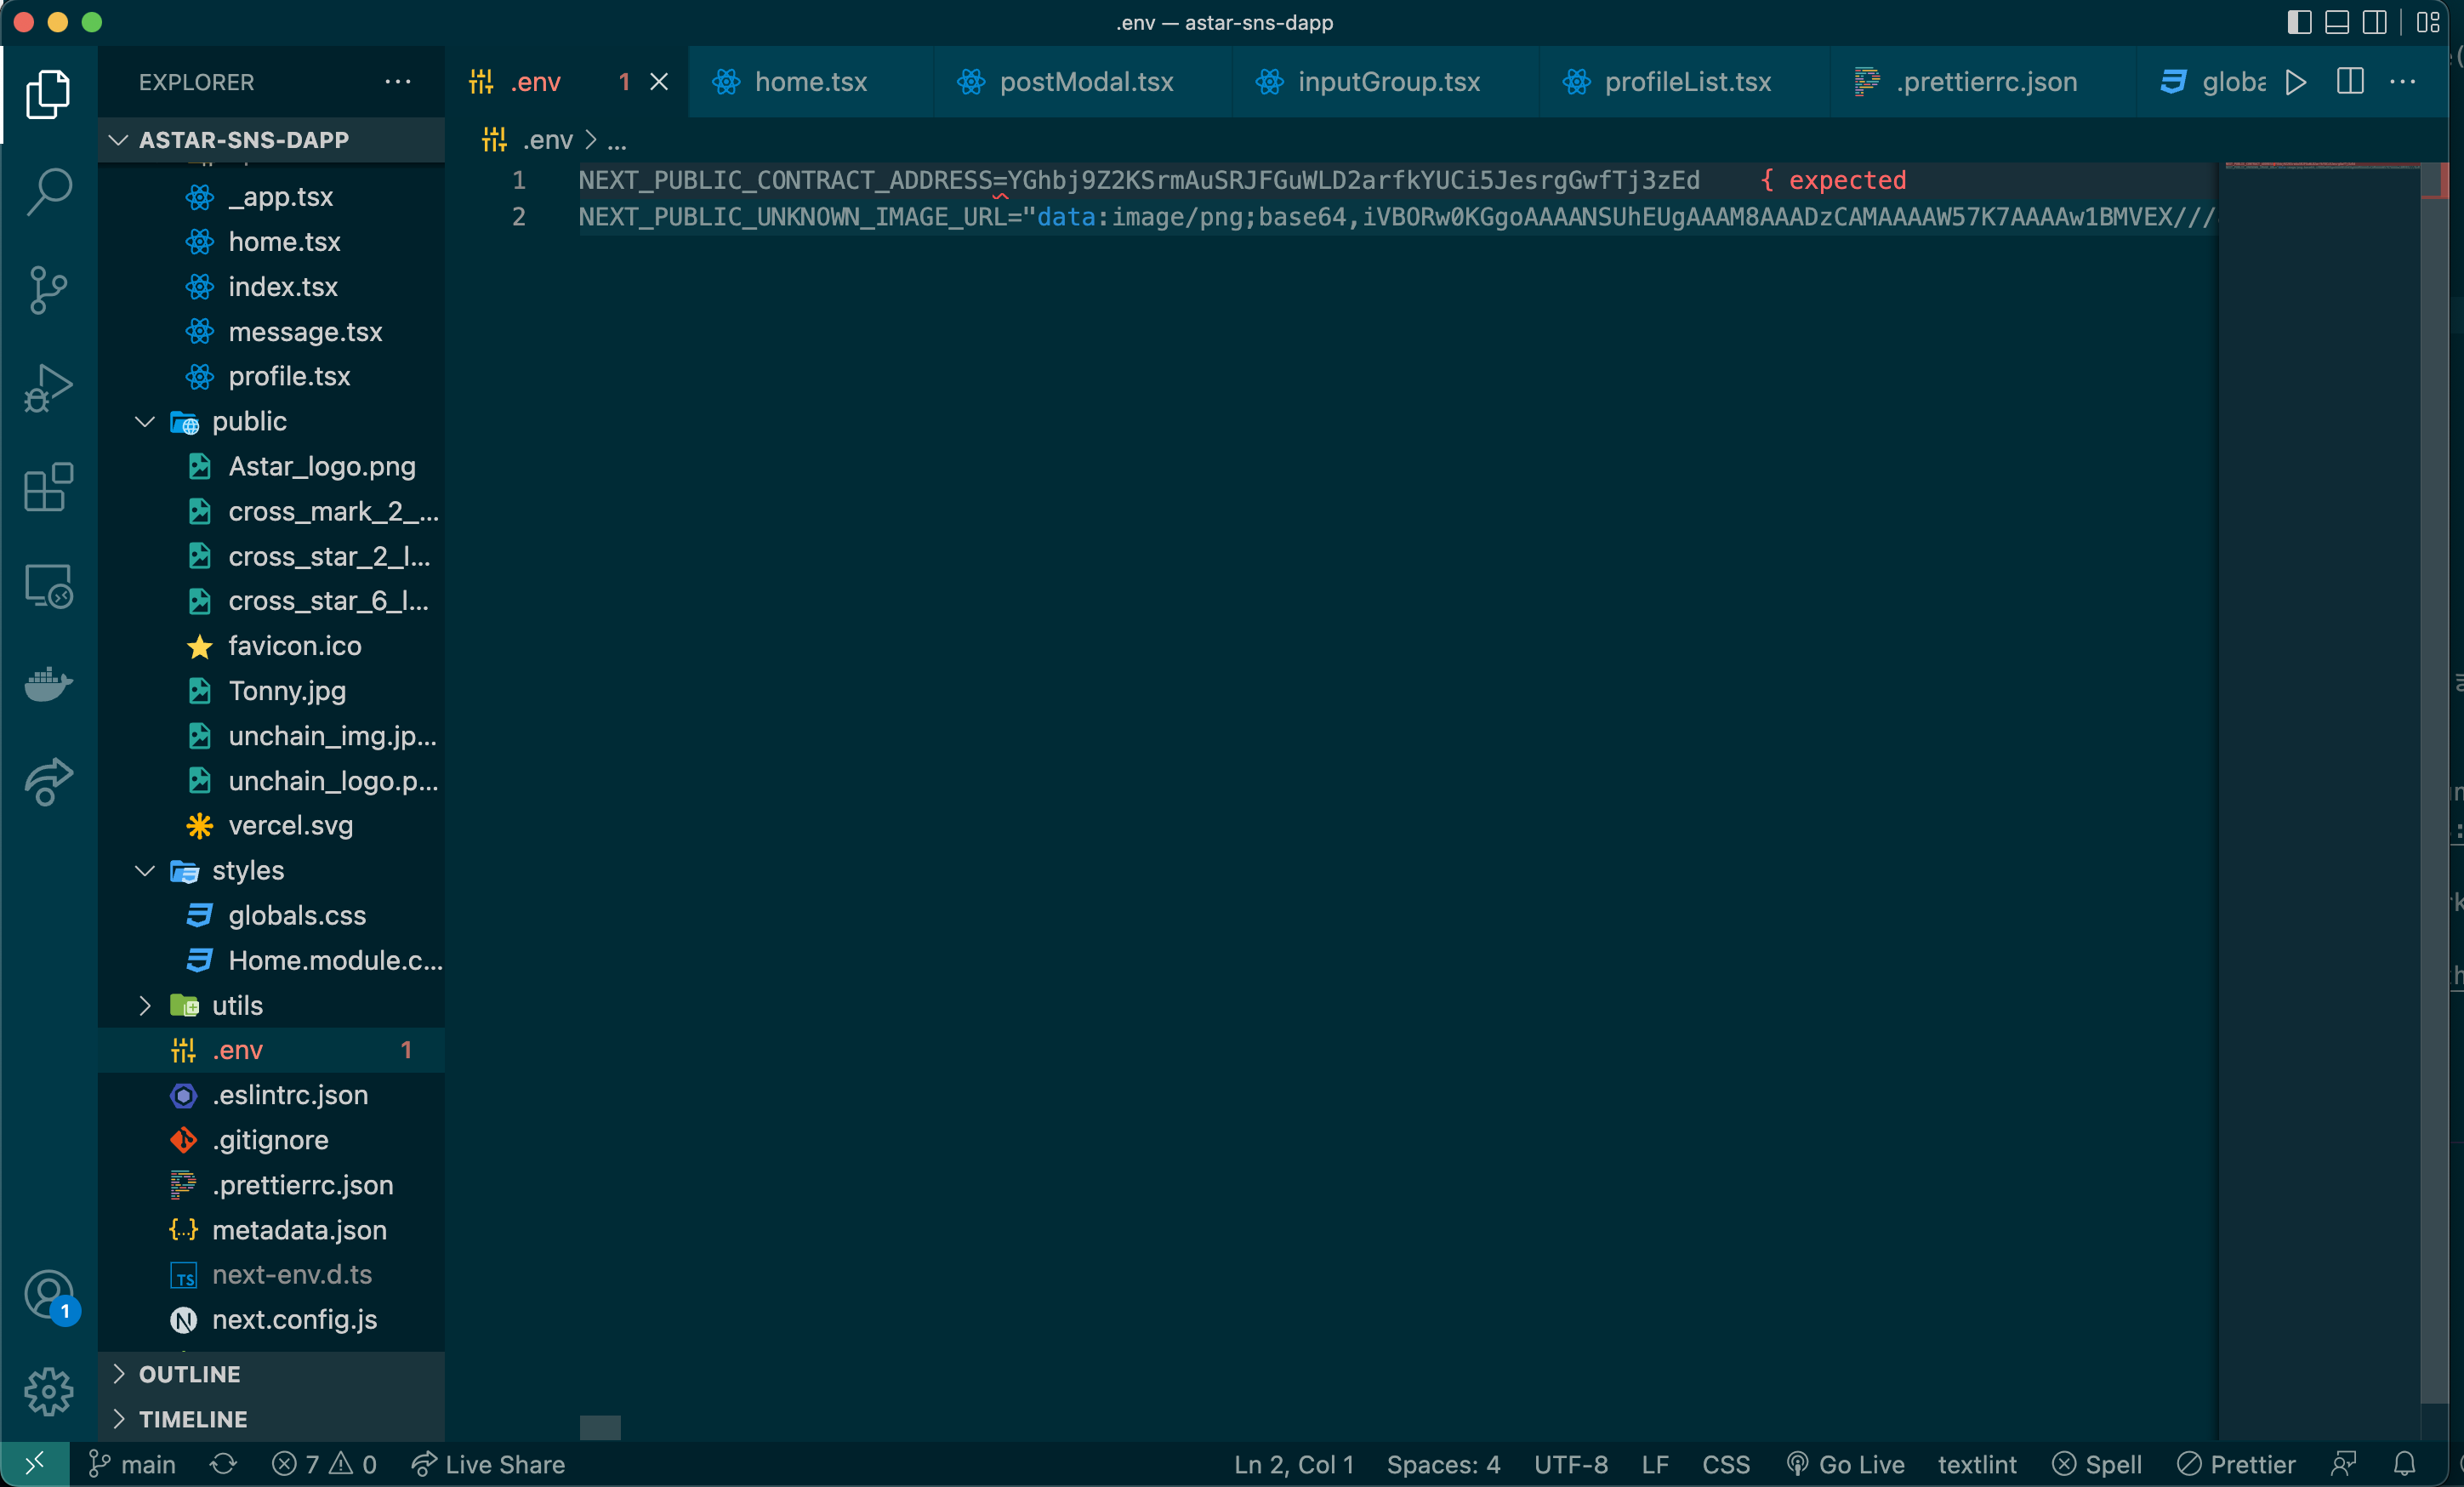 .env — astar-sns-dapp
EXPLORER
.env 1
home.tsx
postModal.tsx
inputGroup.tsx
profileList.tsx
.prettierrc.json
globa
ASTAR-SNS-DAPP
.env > ...
_app.tsx
home.tsx
index.tsx
message.tsx
profile.tsx
public
Astar_logo.png
cross_mark_2_...
cross_star_2_l...
cross_star_6_l...
favicon.ico
Tonny.jpg
unchain_img.jp...
unchain_logo.p...
vercel.svg
styles
globals.css
Home.module.c...
utils
.env 1
.eslintrc.json
.gitignore
.prettierrc.json
metadata.json
next-env.d.ts
next.config.js
OUTLINE
TIMELINE
1 NEXT_PUBLIC_CONTRACT_ADDRESS=YGhbj9Z2KSrmAuSRJFGuWLD2arfkYUCi5JesrgGwfTj3zEd { expected
2 NEXT_PUBLIC_UNKNOWN_IMAGE_URL="data:image/png;base64,iVBORw0KGgoAAAANSUhEUgAAAM8AAADzCAMAAAAW57K7AAAAw1BMVEX///
1
main 7 0 Live Share Ln 2, Col 1 Spaces: 4 UTF-8 LF CSS Go Live textlint Spell Prettier